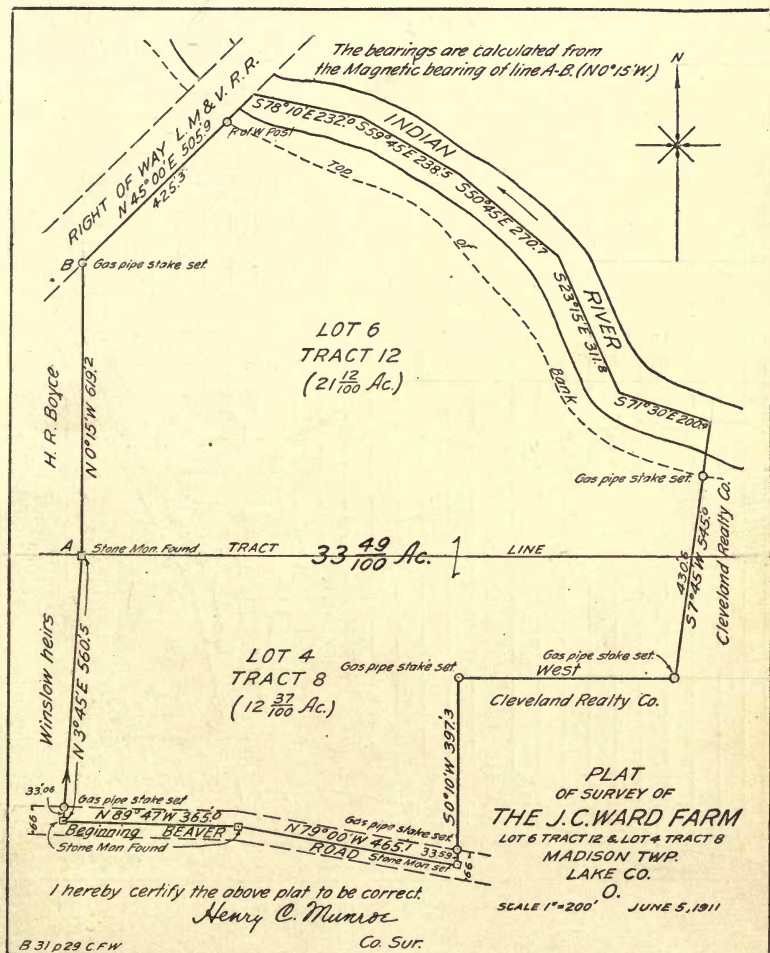 The bearings are calculated from
the Magnetic bearing of line A-B. (N0°15'W.)
N
RIGHT OF WAY L.M & V. R.R.
N 45°00'E 505.9
425.3
R of W Post
S78°10'E 232.0
S59°45'E 238.5
S50°45'E 270.7
S23°15'E 311.8
S71°30'E 200.4
INDIAN
RIVER
Top
of
Bank
B
Gas pipe stake set.
H. R. Boyce
N 0°15'W 619.2
LOT 6
TRACT 12
(21 12/100 Ac.)
Gas pipe stake set.
430.6
S7°45'W 545.0
Cleveland Realty Co.
A
Stone Mon. Found
TRACT
33 49/100 Ac.
LINE
Winslow heirs
N 3°45'E 560.5
LOT 4
TRACT 8
(12 37/100 Ac.)
Gas pipe stake set.
Gas pipe stake set.
West
Cleveland Realty Co.
S0°10'W 397.3
33.06
66
Gas pipe stake set
N 89°47'W 365.0
Beginning
BEAVER
Stone Mon Found
Gas pipe stake set.
N79°00'W 465.1
33.59
ROAD
Stone Mon set
66
PLAT
OF SURVEY OF
THE J.C.WARD FARM
LOT 6 TRACT 12 & LOT 4 TRACT 8
MADISON TWP.
LAKE CO.
O.
SCALE 1"=200' JUNE 5, 1911
I hereby certify the above plat to be correct.
Henry C. Munroe
Co. Sur.
B 31 p 29 C.F.W